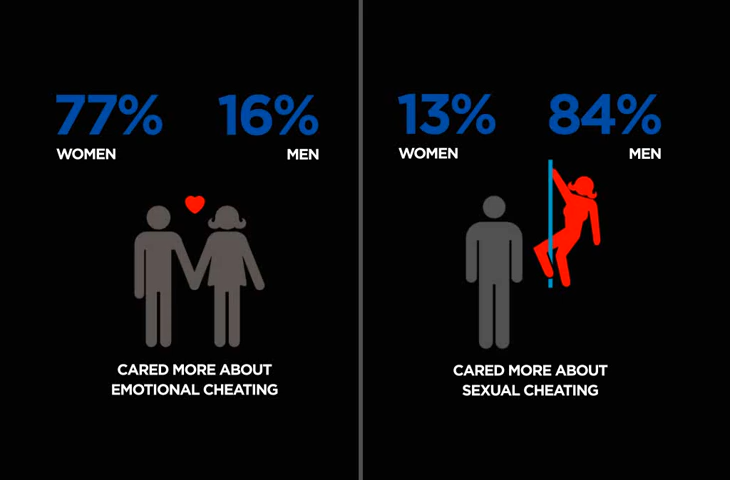 77% 16%
WOMEN MEN
CARED MORE ABOUT
EMOTIONAL CHEATING
13% 84%
WOMEN MEN
CARED MORE ABOUT
SEXUAL CHEATING